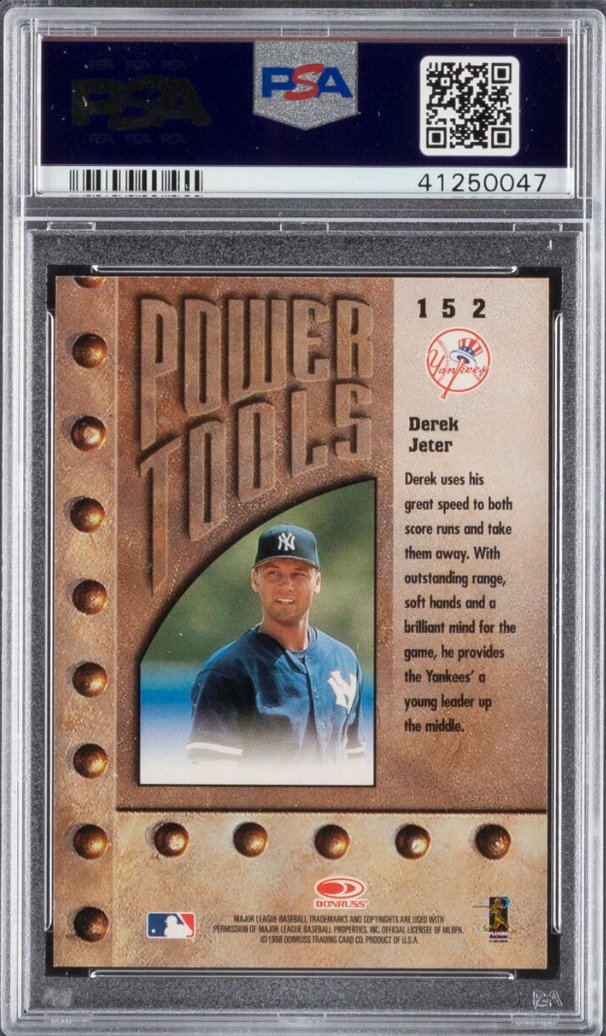 PSA
PSA
41250047
POWER
TOOLS
152
Yankees
Derek
Jeter
Derek uses his
great speed to both
score runs and take
them away. With
outstanding range,
soft hands and a
brilliant mind for the
game, he provides
the Yankees' a
young leader up
the middle.
NY
DONRUSS
MAJOR LEAGUE BASEBALL TRADEMARKS AND COPYRIGHTS ARE USED WITH
PERMISSION OF MAJOR LEAGUE BASEBALL PROPERTIES, INC. OFFICIAL LICENSEE OF MLBPA.
©1998 DONRUSS TRADING CARD CO. PRODUCT OF U.S.A.